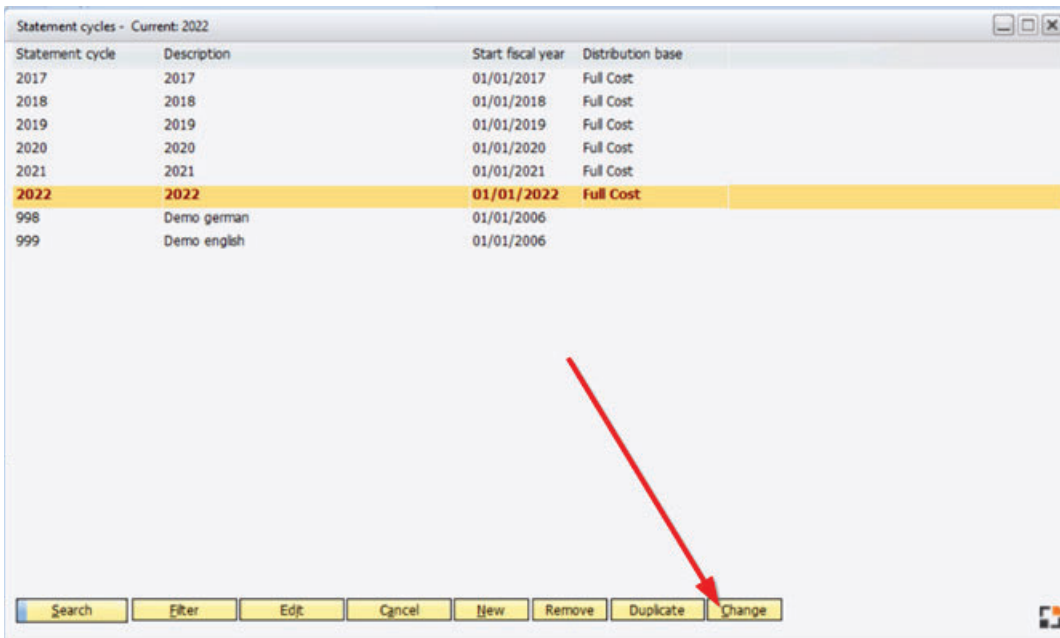 Statement cycles - Current: 2022
Statement cycle Description Start fiscal year Distribution base
2017 2017 01/01/2017 Full Cost
2018 2018 01/01/2018 Full Cost
2019 2019 01/01/2019 Full Cost
2020 2020 01/01/2020 Full Cost
2021 2021 01/01/2021 Full Cost
2022 2022 01/01/2022 Full Cost
998 Demo german 01/01/2006
999 Demo english 01/01/2006
Search Filter Edit Cancel New Remove Duplicate Change